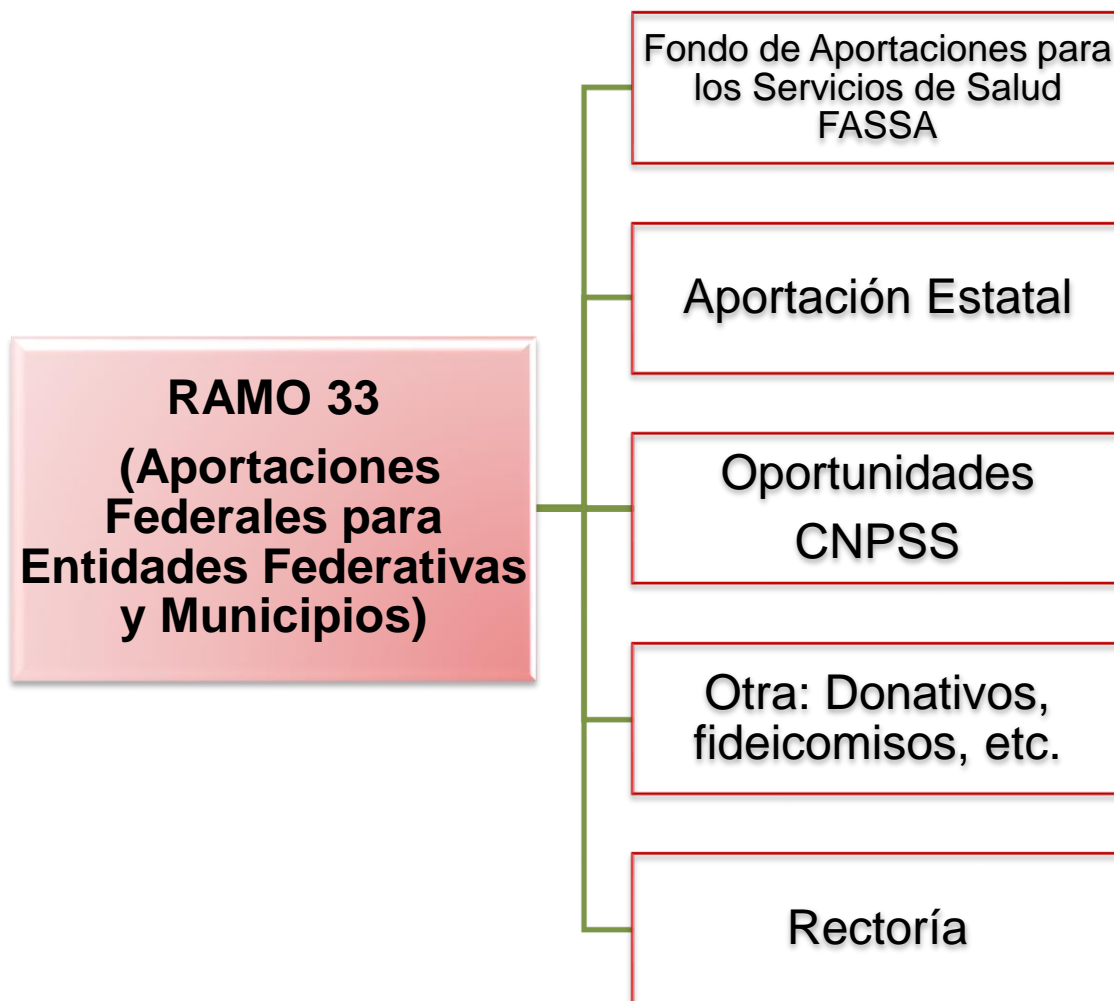 RAMO 33
(Aportaciones
Federales para
Entidades Federativas
y Municipios)
Fondo de Aportaciones para
los Servicios de Salud
FASSA
Aportación Estatal
Oportunidades
CNPSS
Otra: Donativos,
fideicomisos, etc.
Rectoría